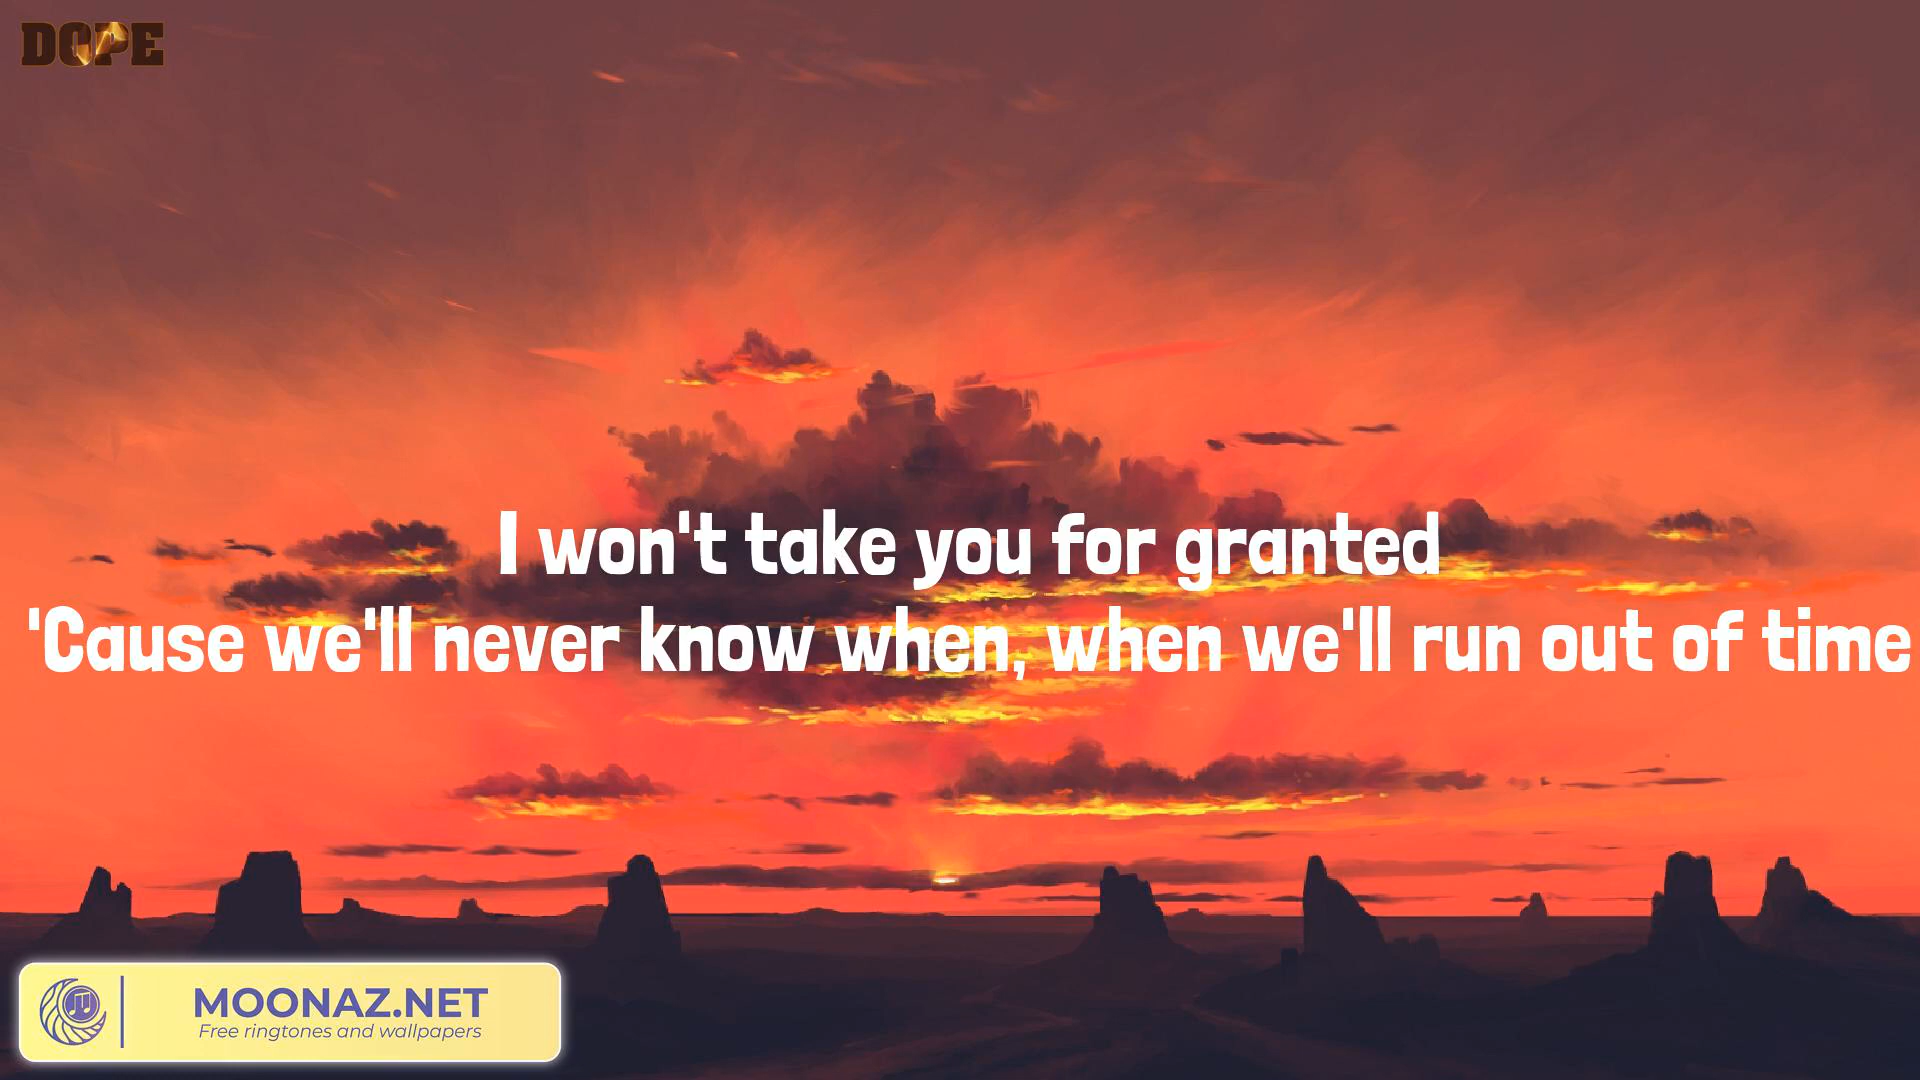 DOPE
I won't take you for granted
'Cause we'll never know when, when we'll run out of time
MOONAZ.NET
Free ringtones and wallpapers